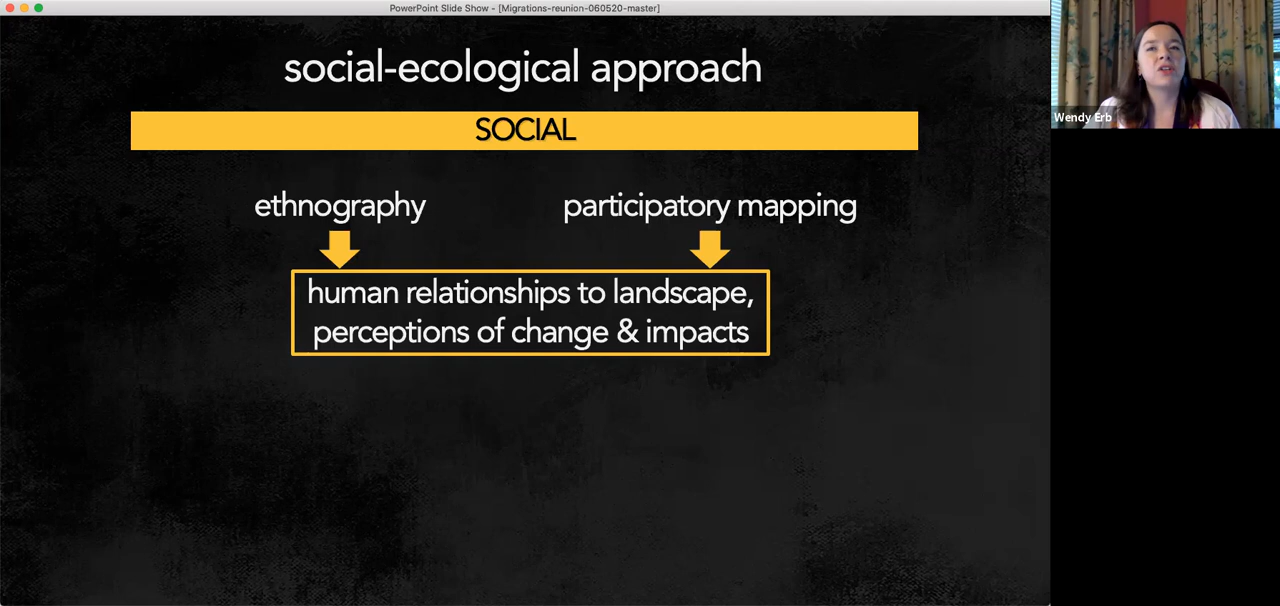 PowerPoint Slide Show - [Migrations-reunion-060520-master]
social-ecological approach
SOCIAL
ethnography
participatory mapping
human relationships to landscape,
perceptions of change & impacts
Wendy Erb